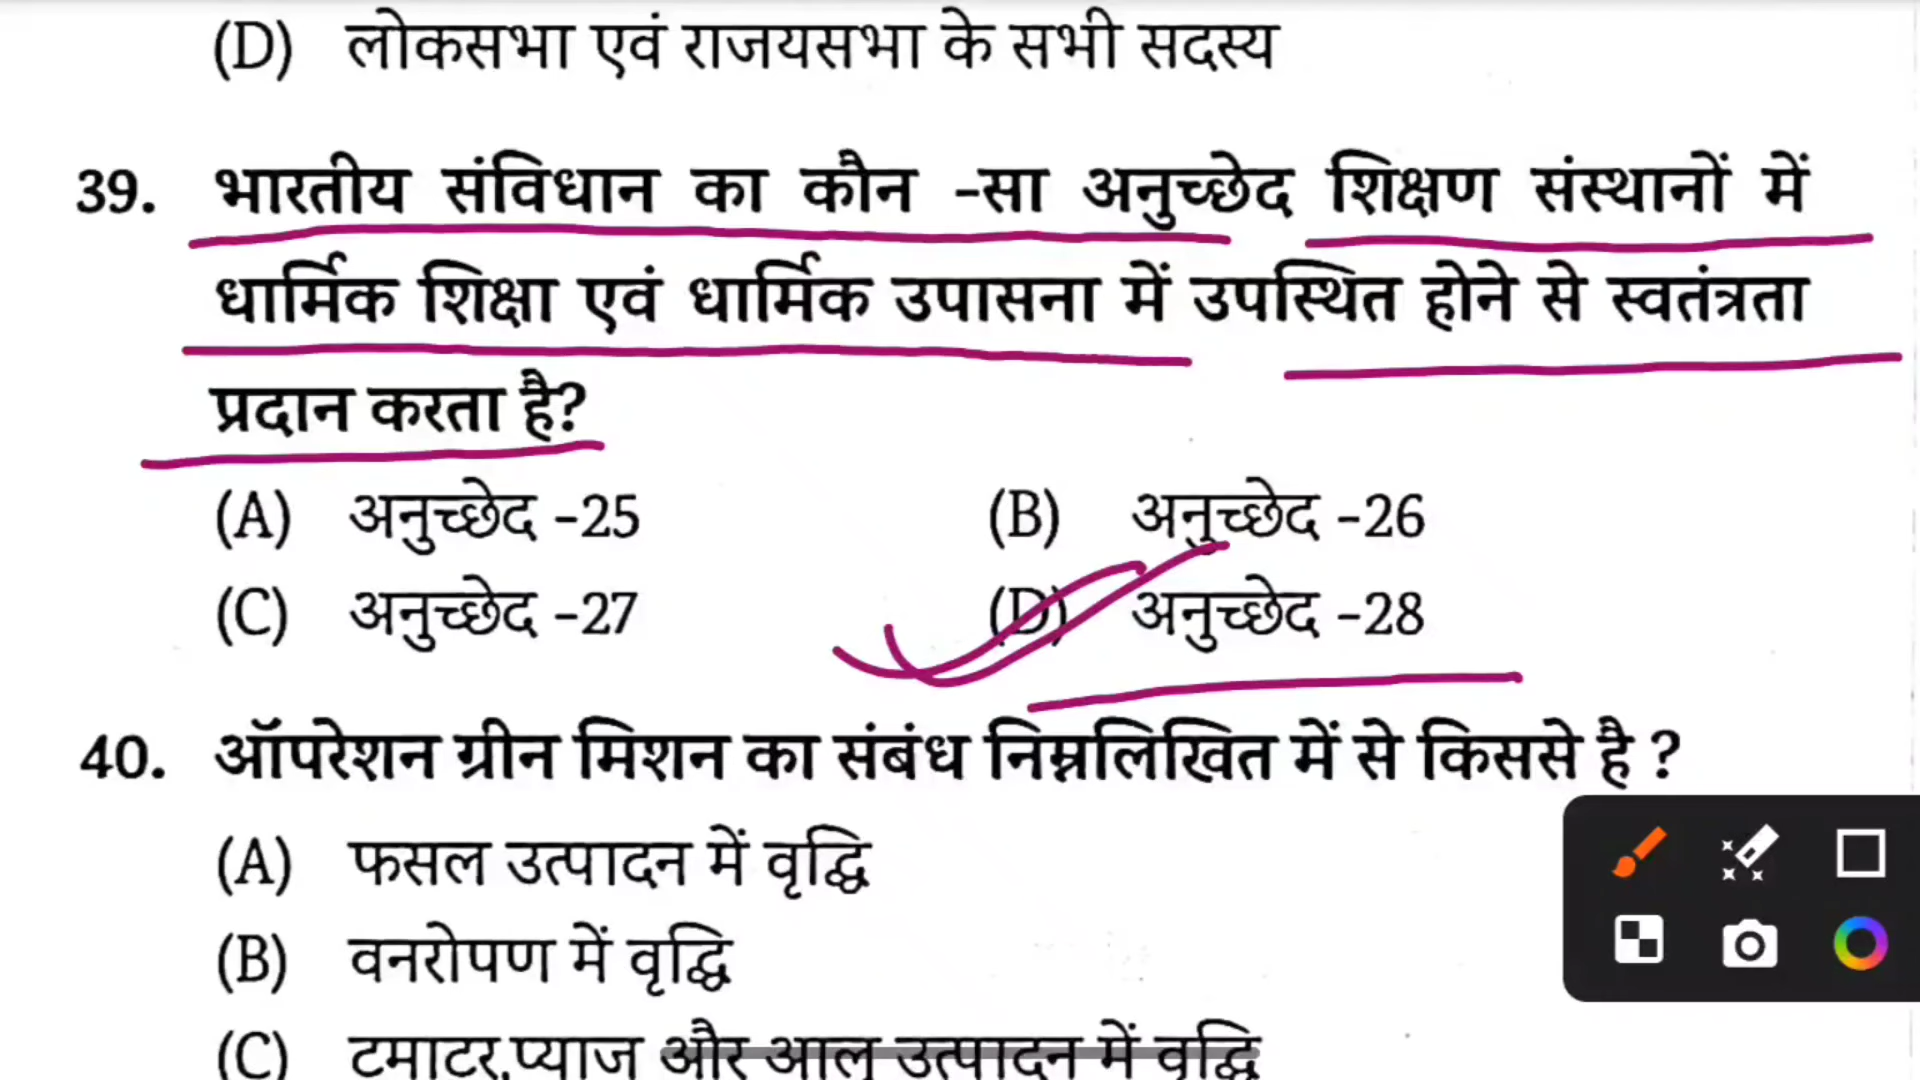 (D) लोकसभा एवं राजयसभा के सभी सदस्य
39. भारतीय संविधान का कौन -सा अनुच्छेद शिक्षण संस्थानों में
धार्मिक शिक्षा एवं धार्मिक उपासना में उपस्थित होने से स्वतंत्रता
प्रदान करता है?
(A) अनुच्छेद -25 (B) अनुच्छेद -26
(C) अनुच्छेद -27 (D) अनुच्छेद -28
40. ऑपरेशन ग्रीन मिशन का संबंध निम्नलिखित में से किससे है ?
(A) फसल उत्पादन में वृद्धि
(B) वनरोपण में वृद्धि
(C) टमाटर,प्याज और आलू उत्पादन में वृद्धि